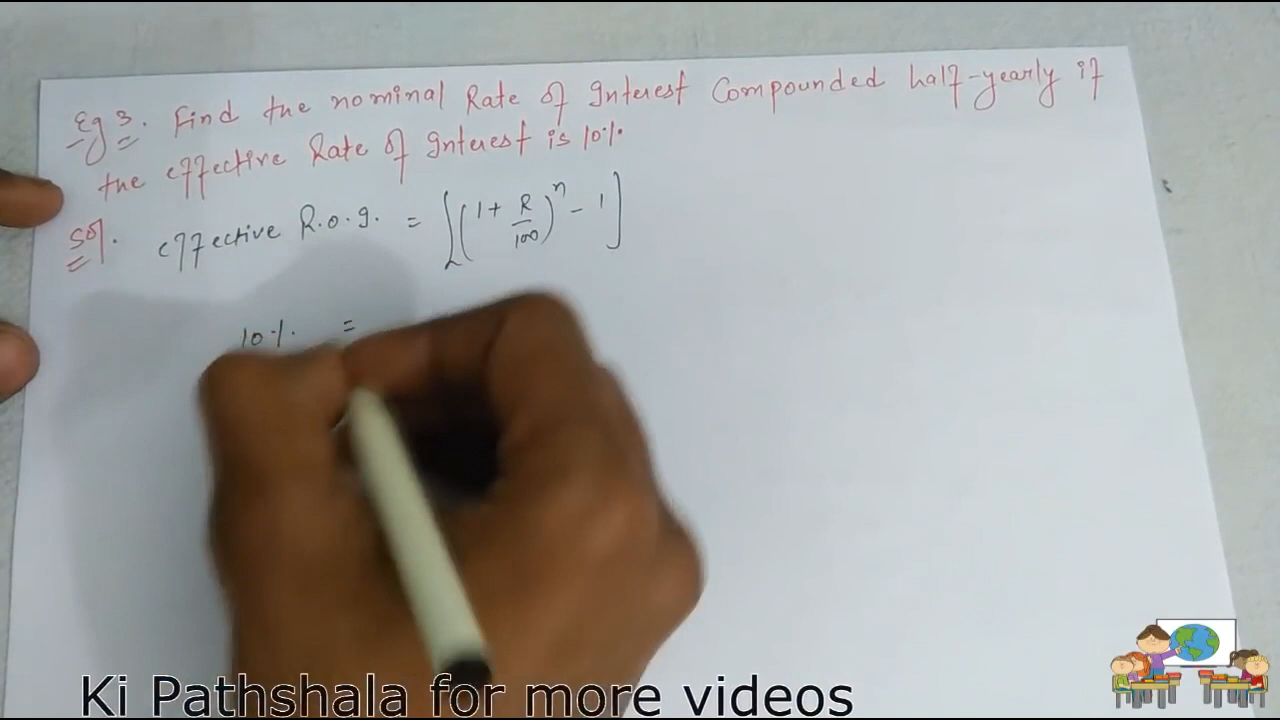 Eg 3. Find the nominal Rate of Interest Compounded half-yearly if
the effective Rate of Interest is 10%.
Sol. effective R.o.I. = [(1 + R/100)^n - 1]
10% =
Ki Pathshala for more videos